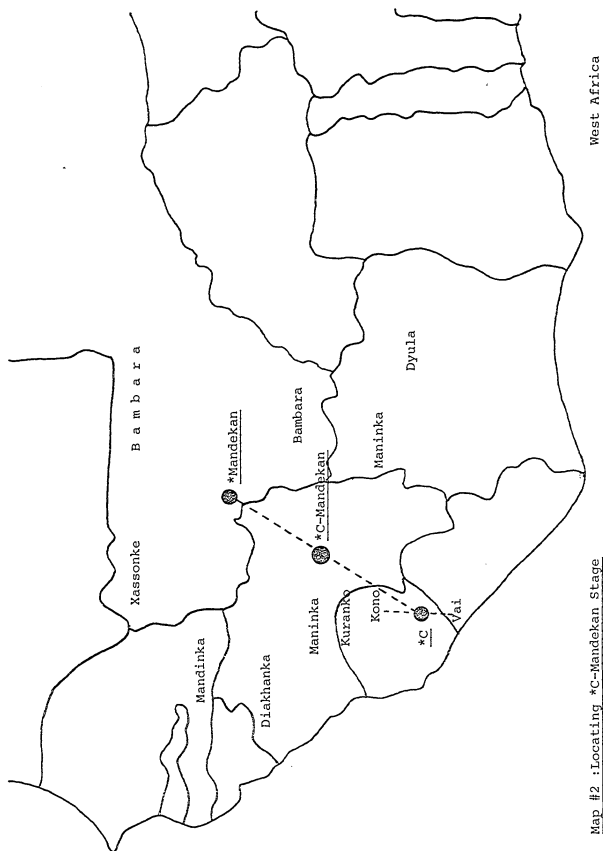 West Africa
Xassonke
B a m b a r a
*Mandekan
Bambara
Mandinka
Diakhanka
*C-Mandekan
Maninka
Dyula
Maninka
Kuranko
Kono
*C
Vai
Map #2 :Locating *C-Mandekan Stage